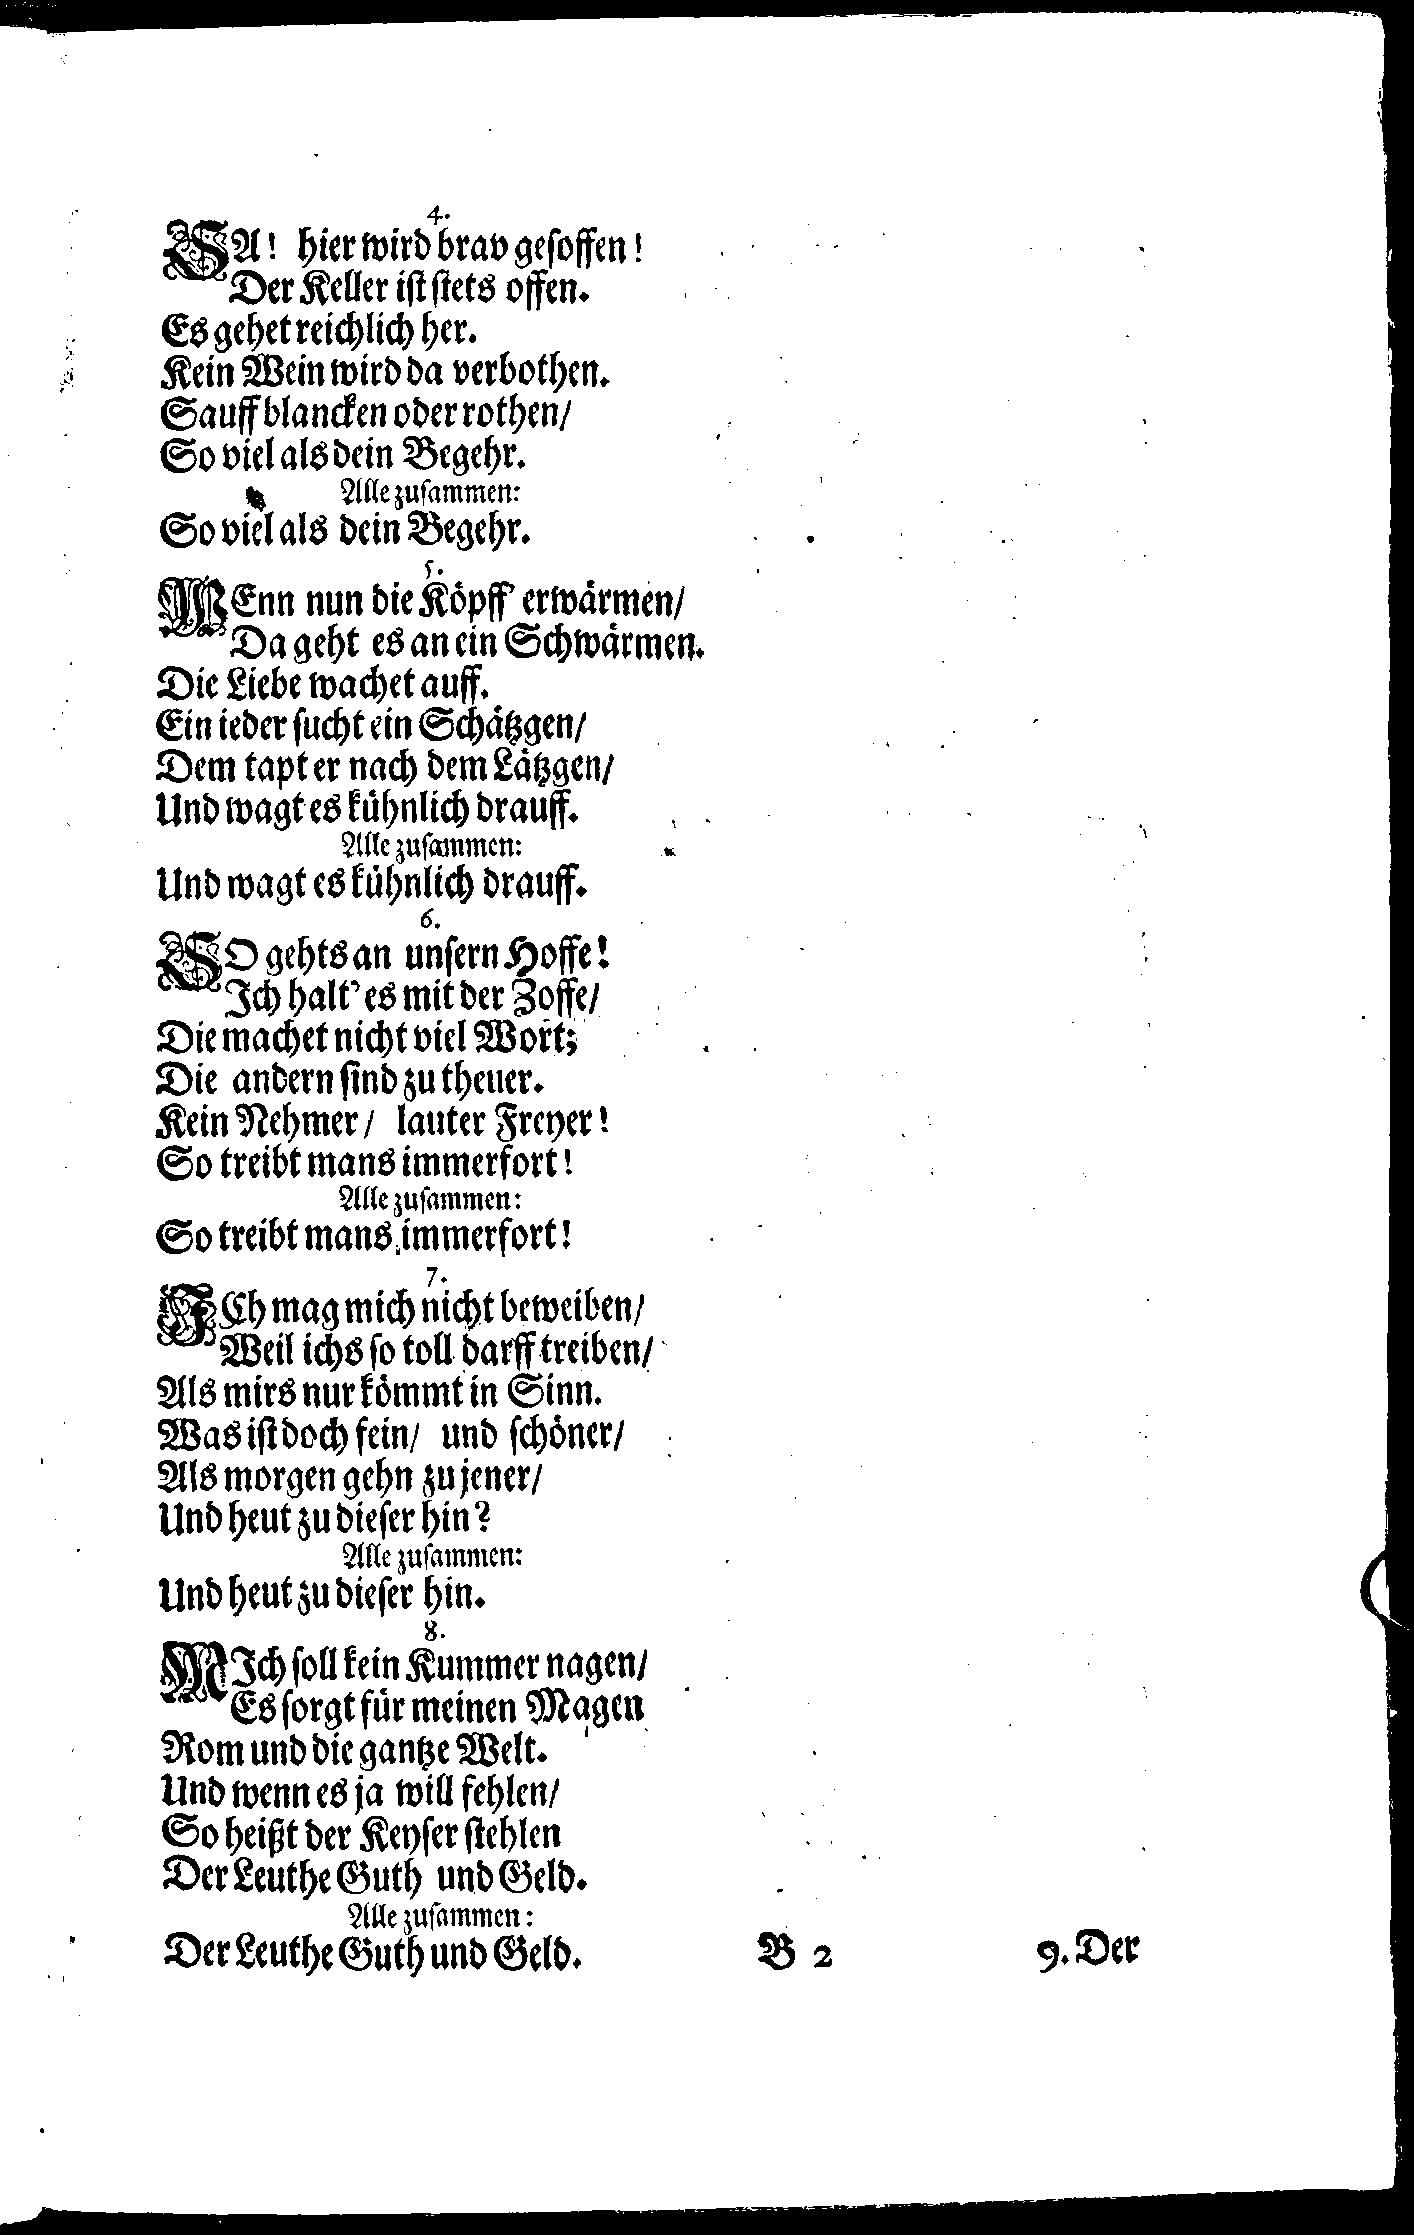 4.
SA! hier wird brav gesoffen!
Der Keller ist stets offen.
Es gehet reichlich her.
Kein Wein wird da verbothen.
Sauff blancken oder rothen/
So viel als dein Begehr.
Alle zusammen:
So viel als dein Begehr.
5.
WEnn nun die Köpff' erwärmen/
Da geht es an ein Schwärmen.
Die Liebe wachet auff.
Ein ieder sucht ein Schätzgen/
Dem tapt er nach dem Lätzgen/
Und wagt es kühnlich drauff.
Alle zusammen:
Und wagt es kühnlich drauff.
6.
SO gehts an unsern Hoffe!
Ich halt' es mit der Zoffe/
Die machet nicht viel Wort;
Die andern sind zu theuer.
Kein Nehmer/ lauter Freyer!
So treibt mans immerfort!
Alle zusammen:
So treibt mans immerfort!
7.
ICh mag mich nicht beweiben/
Weil ichs so toll darff treiben/
Als mirs nur kömmt in Sinn.
Was ist doch fein/ und schöner/
Als morgen gehn zu jener/
Und heut zu dieser hin?
Alle zusammen:
Und heut zu dieser hin.
8.
MIch soll kein Kummer nagen/
Es sorgt für meinen Magen
Rom und die gantze Welt.
Und wenn es ja will fehlen/
So heißt der Keyser stehlen
Der Leuthe Guth und Geld.
Alle zusammen:
Der Leuthe Guth und Geld.
B 2
9. Der